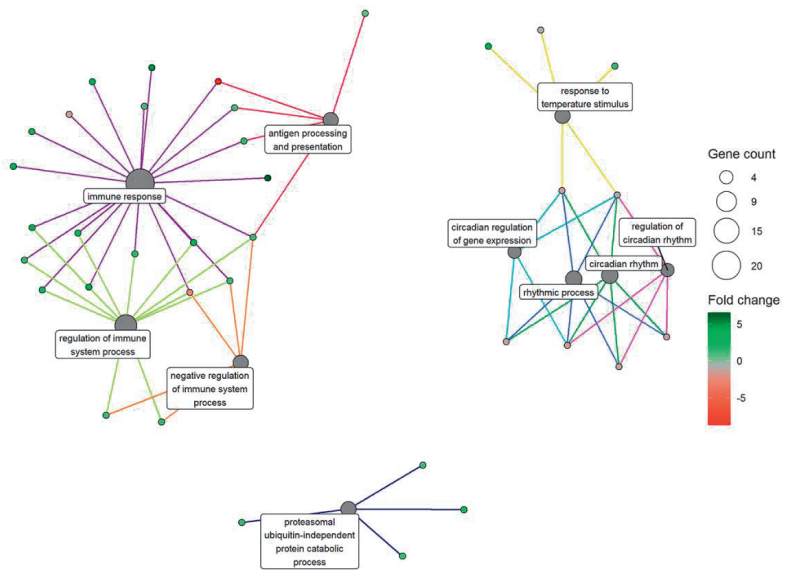 response to
temperature stimulus
antigen processing
and presentation
immune response
circadian regulation
of gene expression
regulation of
circadian rhythm
circadian rhythm
rhythmic process
regulation of immune
system process
negative regulation
of immune system
process
proteasomal
ubiquitin-independent
protein catabolic
process
Gene count
4
9
15
20
Fold change
5
0
-5